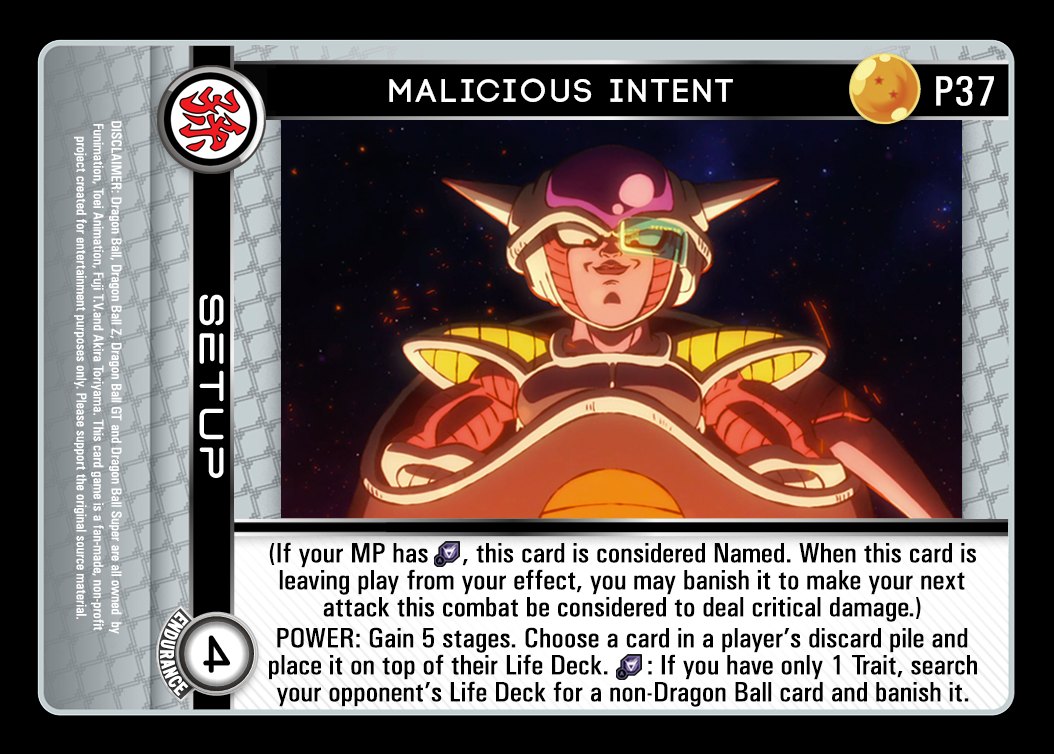 MALICIOUS INTENT
P37
SETUP
(If your MP has , this card is considered Named. When this card is
leaving play from your effect, you may banish it to make your next
attack this combat be considered to deal critical damage.)
POWER: Gain 5 stages. Choose a card in a player's discard pile and
place it on top of their Life Deck. : If you have only 1 Trait, search
your opponent's Life Deck for a non-Dragon Ball card and banish it.
ENDURANCE
4
DISCLAIMER: Dragon Ball, Dragon Ball Z, Dragon Ball GT and Dragon Ball Super are all owned by
Funimation, Toei Animation, Fuji T.V.and Akira Toriyama. This card game is a fan-made, non-profit
project created for entertainment purposes only. Please support the original source material.